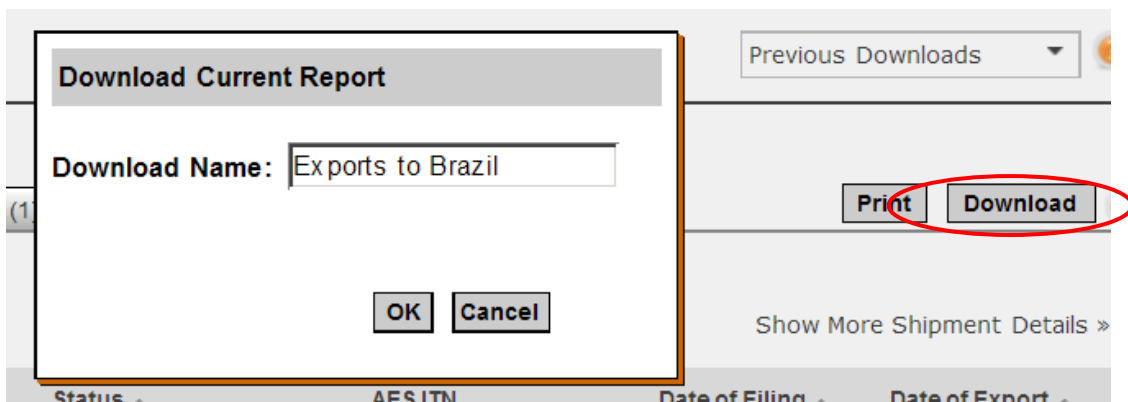 Previous Downloads
Download Current Report
Download Name: Exports to Brazil
(1)
Print Download
OK Cancel
Show More Shipment Details »
Status AES ITN Date of Filing Date of Export